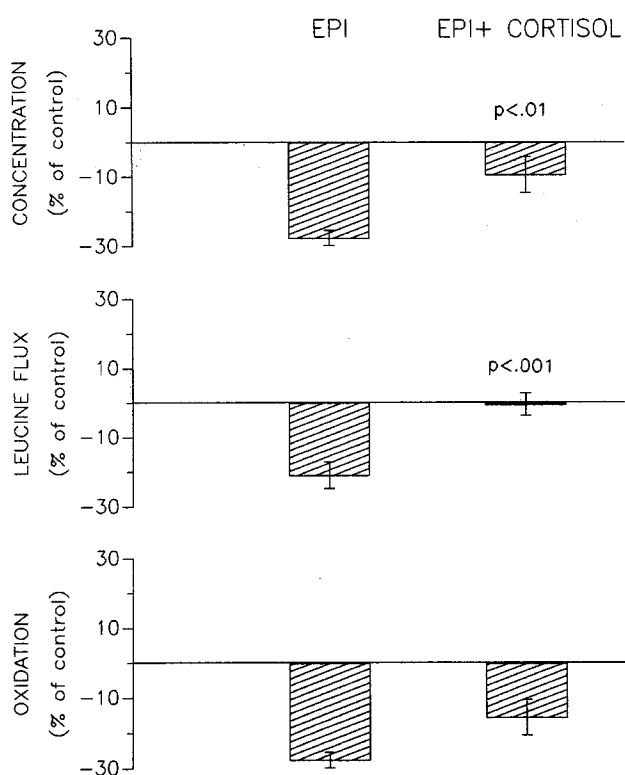 EPI EPI+ CORTISOL
CONCENTRATION
(% of control)
30
10
−10
−30
p<.01
LEUCINE FLUX
(% of control)
30
10
−10
−30
p<.001
OXIDATION
(% of control)
30
10
−10
−30